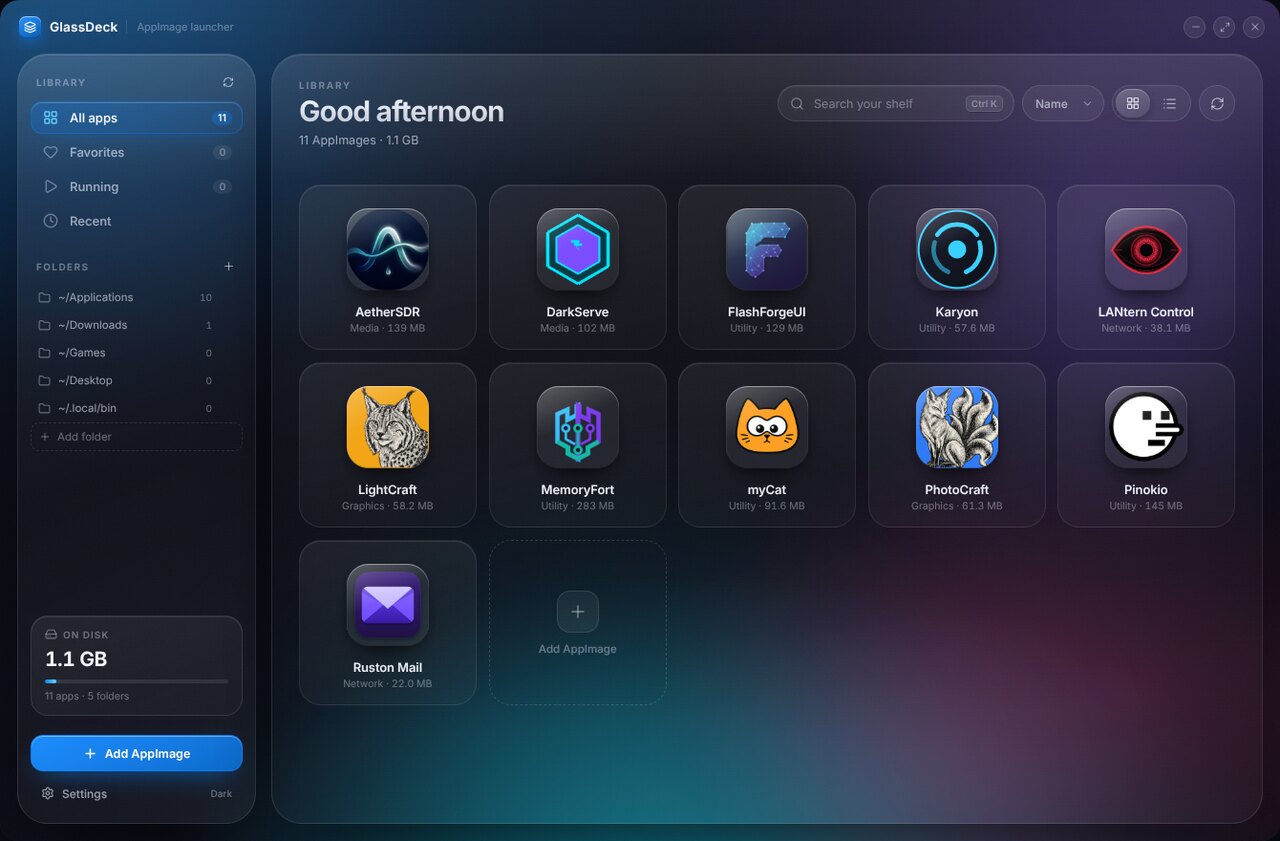 GlassDeck
AppImage launcher
LIBRARY
All apps 11
Favorites 0
Running 0
Recent
FOLDERS
~/Applications 10
~/Downloads 1
~/Games 0
~/Desktop 0
~/.local/bin 0
Add folder
ON DISK
1.1 GB
11 apps · 5 folders
Add AppImage
Settings Dark
LIBRARY
Good afternoon
11 AppImages · 1.1 GB
Search your shelf Ctrl K
Name
AetherSDR
Media · 139 MB
DarkServe
Media · 102 MB
FlashForgeUI
Utility · 129 MB
Karyon
Utility · 57.6 MB
LANtern Control
Network · 38.1 MB
LightCraft
Graphics · 58.2 MB
MemoryFort
Utility · 283 MB
myCat
Utility · 91.6 MB
PhotoCraft
Graphics · 61.3 MB
Pinokio
Utility · 145 MB
Ruston Mail
Network · 22.0 MB
Add AppImage